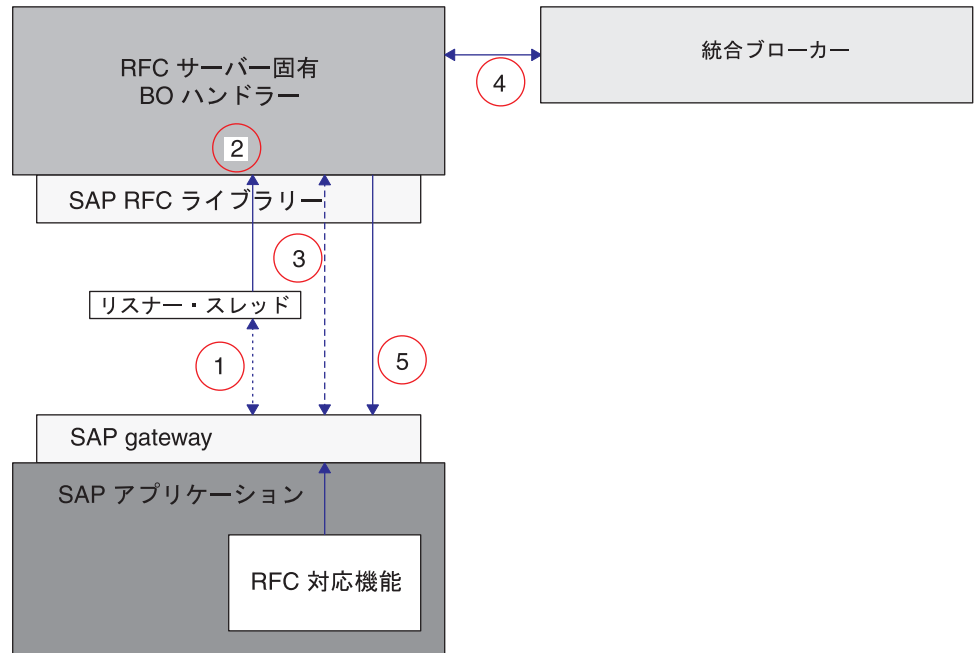 RFC サーバー固有
BO ハンドラー
統合ブローカー
4
2
SAP RFC ライブラリー
3
リスナー・スレッド
1
5
SAP gateway
SAP アプリケーション
RFC 対応機能